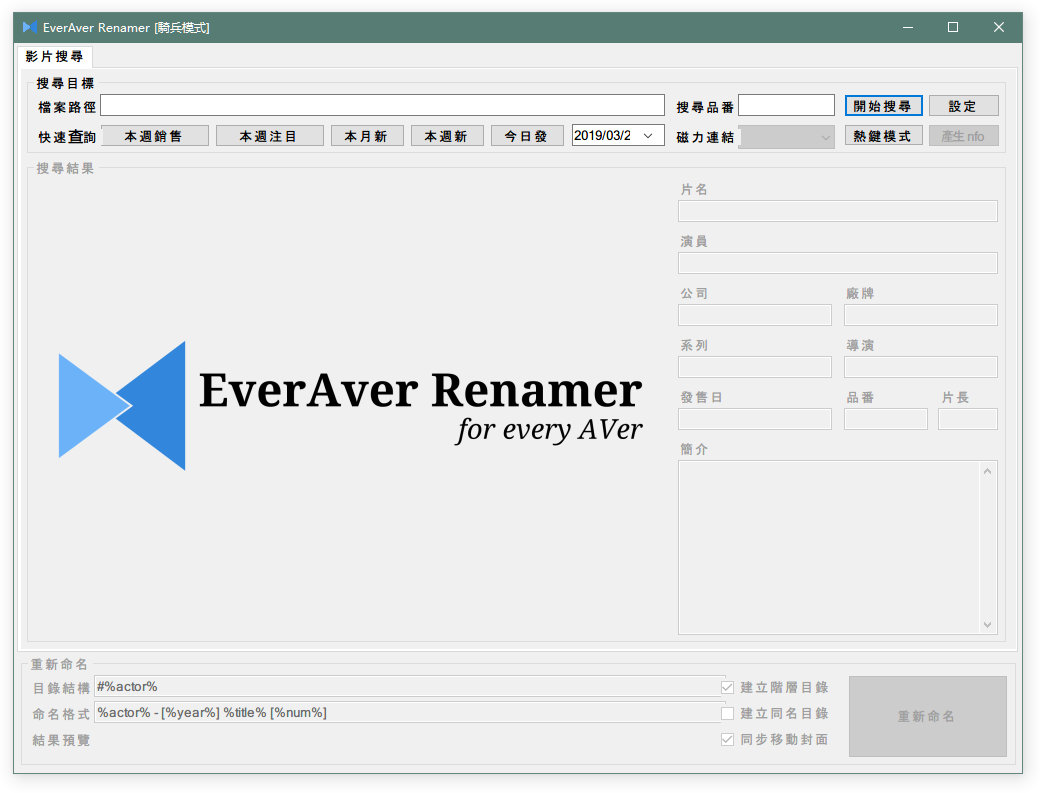 EverAver Renamer [騎兵模式]
影片搜尋
搜尋目標
檔案路徑 搜尋品番 開始搜尋 設定
快速查詢 本週銷售 本週注目 本月新 本週新 今日發 2019/03/2 磁力連結 熱鍵模式 產生 nfo
搜尋結果
片名
演員
公司 廠牌
系列 導演
發售日 品番 片長
簡介
EverAver Renamer
for every AVer
重新命名
目錄結構 #%actor% 建立階層目錄
命名格式 %actor% - [%year%] %title% [%num%] 建立同名目錄
結果預覽 同步移動封面
重新命名